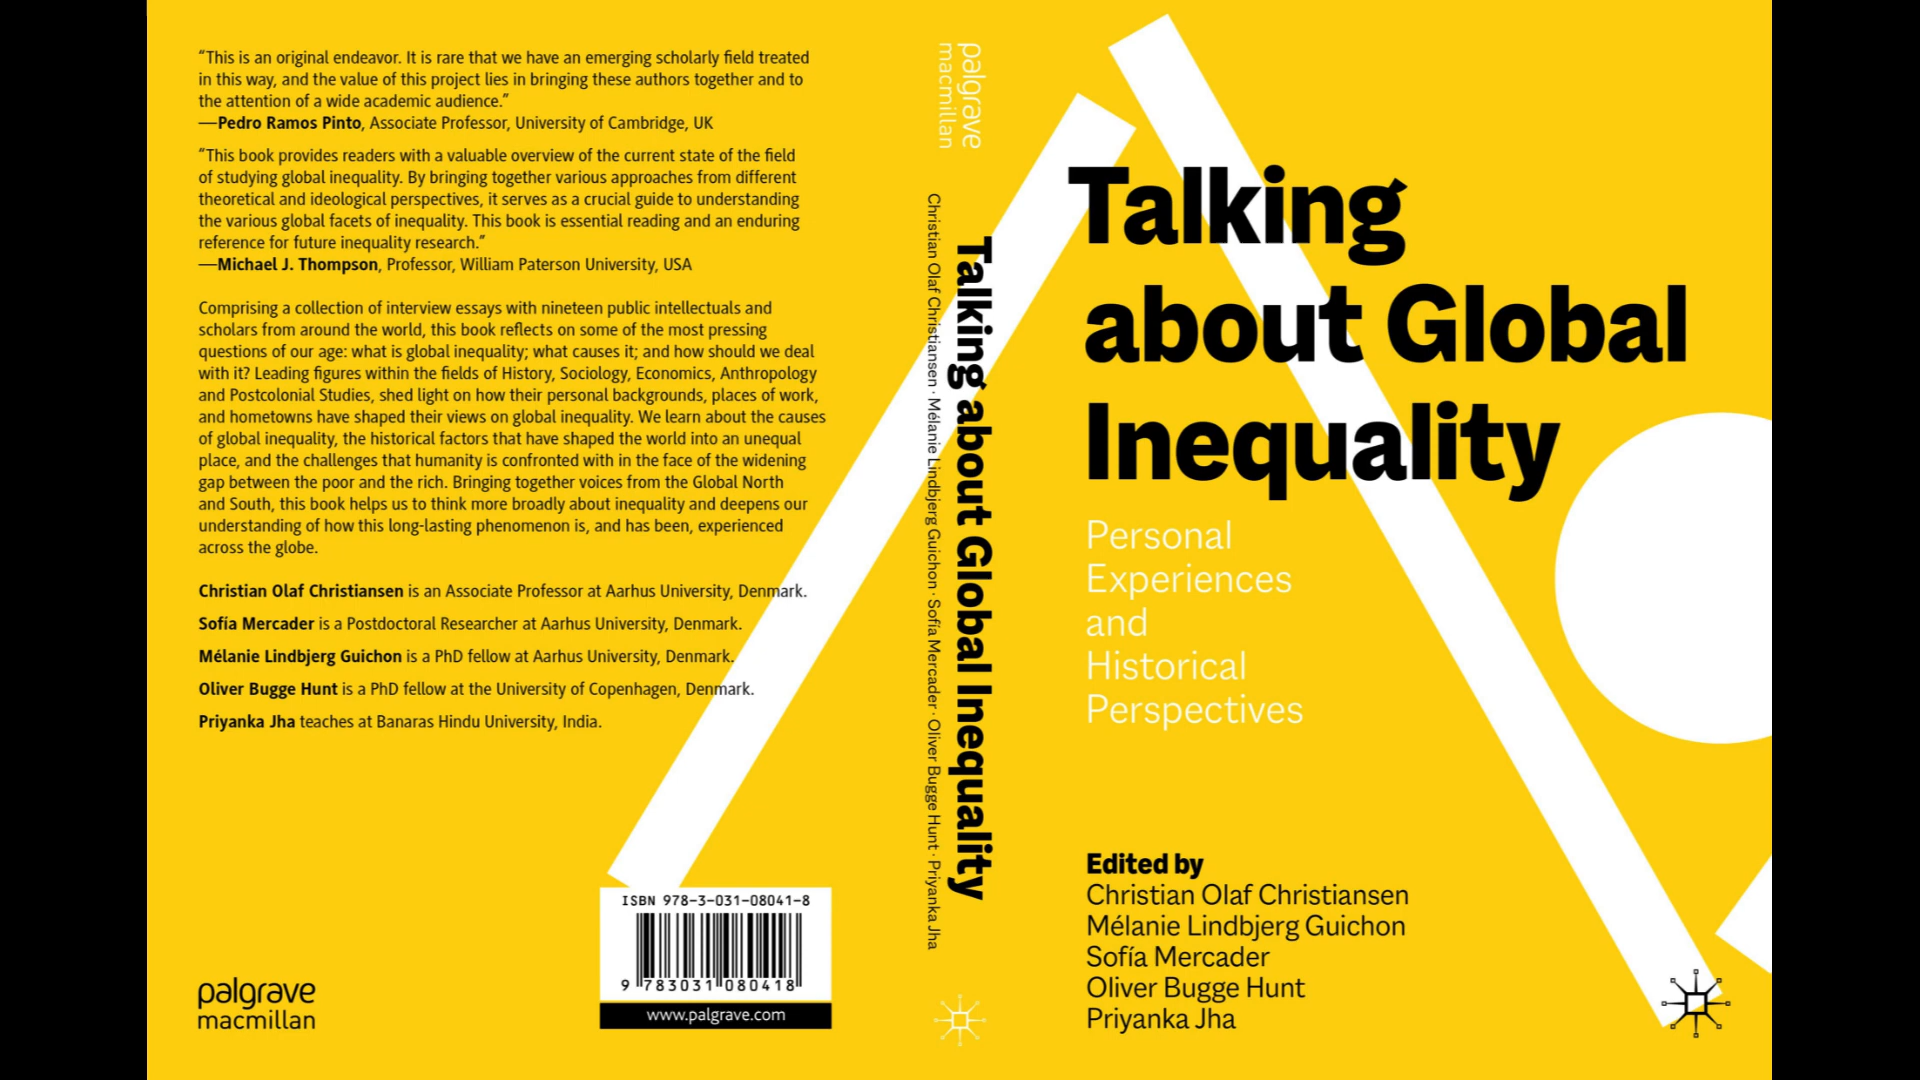 “This is an original endeavor. It is rare that we have an emerging scholarly field treated
in this way, and the value of this project lies in bringing these authors together and to
the attention of a wide academic audience.”
—Pedro Ramos Pinto, Associate Professor, University of Cambridge, UK
“This book provides readers with a valuable overview of the current state of the field
of studying global inequality. By bringing together various approaches from different
theoretical and ideological perspectives, it serves as a crucial guide to understanding
the various global facets of inequality. This book is essential reading and an enduring
reference for future inequality research.”
—Michael J. Thompson, Professor, William Paterson University, USA
Comprising a collection of interview essays with nineteen public intellectuals and
scholars from around the world, this book reflects on some of the most pressing
questions of our age: what is global inequality; what causes it; and how should we deal
with it? Leading figures within the fields of History, Sociology, Economics, Anthropology
and Postcolonial Studies, shed light on how their personal backgrounds, places of work,
and hometowns have shaped their views on global inequality. We learn about the causes
of global inequality, the historical factors that have shaped the world into an unequal
place, and the challenges that humanity is confronted with in the face of the widening
gap between the poor and the rich. Bringing together voices from the Global North
and South, this book helps us to think more broadly about inequality and deepens our
understanding of how this long-lasting phenomenon is, and has been, experienced
across the globe.
Christian Olaf Christiansen is an Associate Professor at Aarhus University, Denmark.
Sofía Mercader is a Postdoctoral Researcher at Aarhus University, Denmark.
Mélanie Lindbjerg Guichon is a PhD fellow at Aarhus University, Denmark.
Oliver Bugge Hunt is a PhD fellow at the University of Copenhagen, Denmark.
Priyanka Jha teaches at Banaras Hindu University, India.
palgrave
macmillan
ISBN 978-3-031-08041-8
9 783031 080418
www.palgrave.com
palgrave
macmillan
Talking about Global Inequality
Christian Olaf Christiansen · Mélanie Lindbjerg Guichon · Sofía Mercader · Oliver Bugge Hunt · Priyanka Jha
Talking
about Global
Inequality
Personal
Experiences
and
Historical
Perspectives
Edited by
Christian Olaf Christiansen
Mélanie Lindbjerg Guichon
Sofía Mercader
Oliver Bugge Hunt
Priyanka Jha